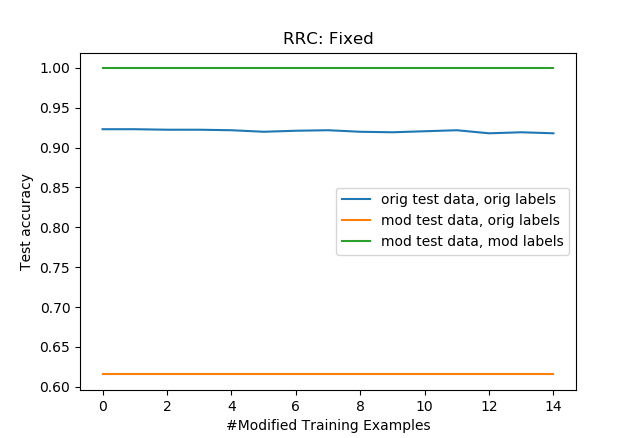 RRC: Fixed
1.00
0.95
0.90
0.85
0.80
0.75
0.70
0.65
0.60
Test accuracy
orig test data, orig labels
mod test data, orig labels
mod test data, mod labels
0 2 4 6 8 10 12 14
#Modified Training Examples